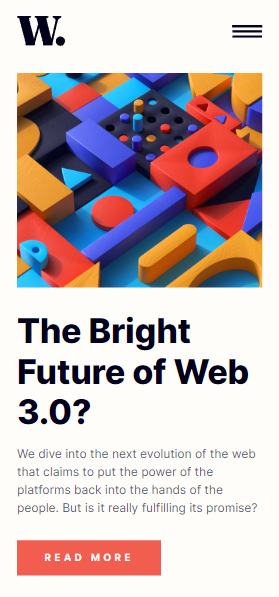 W.
The Bright
Future of Web
3.0?
We dive into the next evolution of the web
that claims to put the power of the
platforms back into the hands of the
people. But is it really fulfilling its promise?
READ MORE